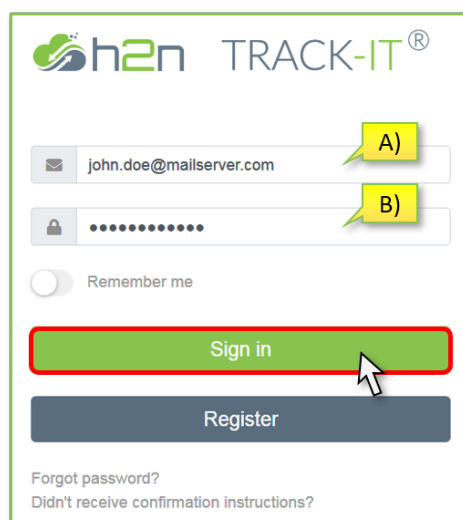 h2n TRACK-IT®
A)
john.doe@mailserver.com
B)
••••••••••••
Remember me
Sign in
Register
Forgot password?
Didn't receive confirmation instructions?